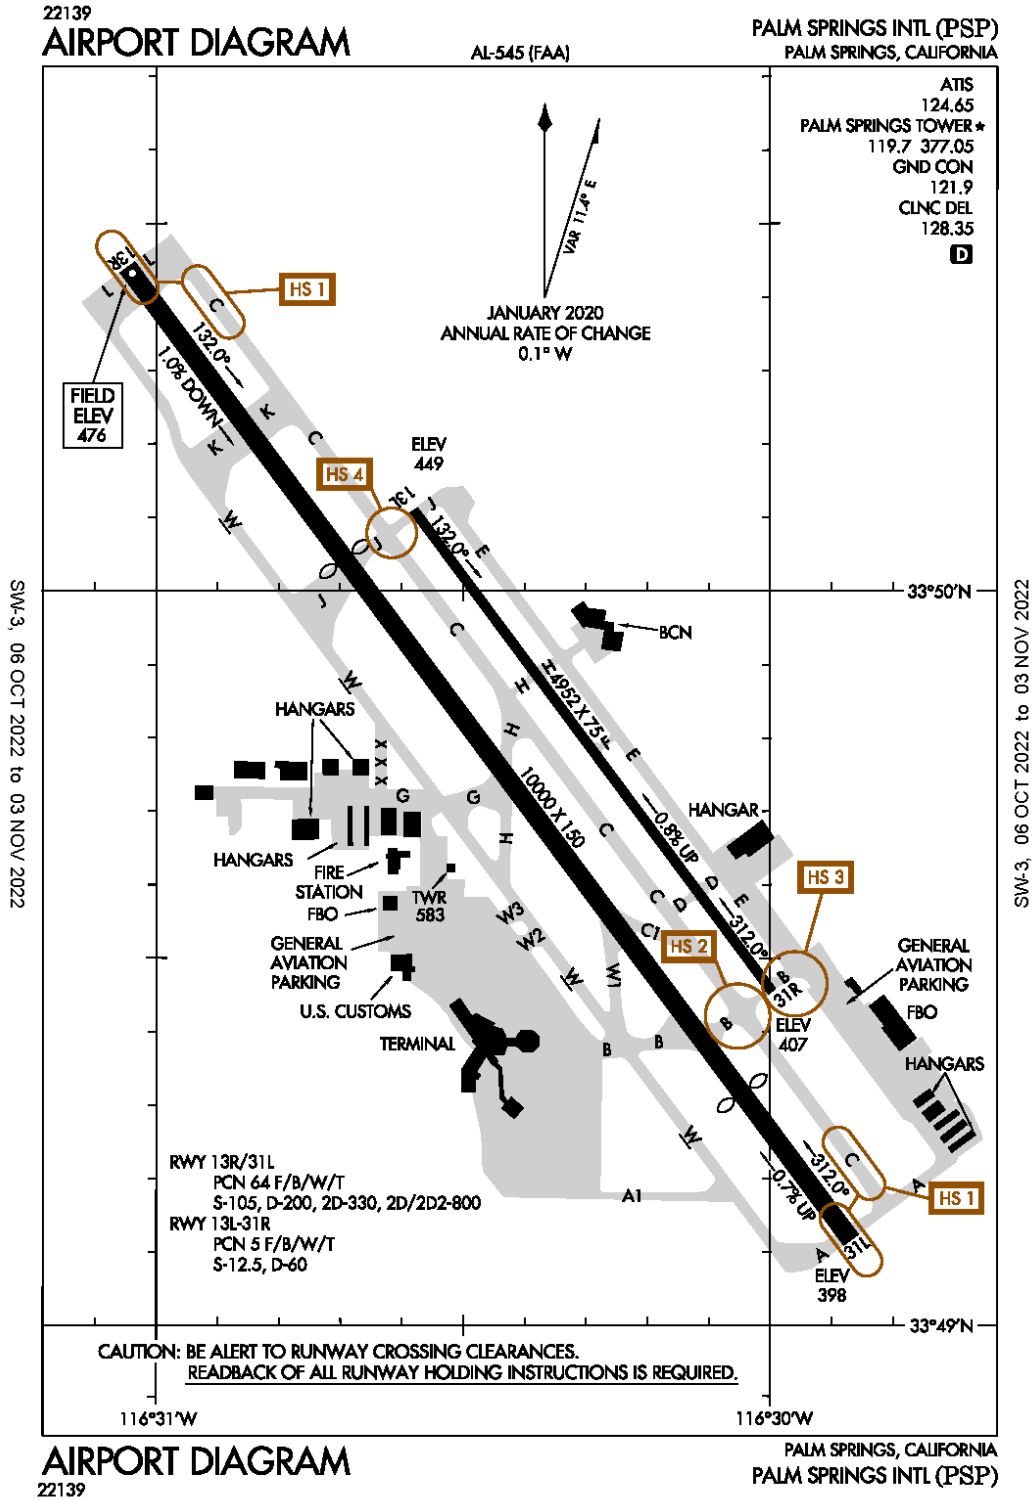 22139
AIRPORT DIAGRAM
AL-545 (FAA)
PALM SPRINGS INTL (PSP)
PALM SPRINGS, CALIFORNIA
ATIS
124.65
PALM SPRINGS TOWER★
119.7 377.05
GND CON
121.9
CLNC DEL
128.35
D
VAR 11.4° E
JANUARY 2020
ANNUAL RATE OF CHANGE
0.1° W
13R
L
L
HS 1
C
132.0°
1.0% DOWN
FIELD
ELEV
476
K
K
C
W
HS 4
ELEV
449
13L
J
J
132.0°
E
J
33°50'N
C
BCN
W
H
H
4952 X 75
E
HANGARS
X
X
X
G
G
10000 X 150
H
C
0.8% UP
HANGAR
HANGARS
FIRE
STATION
FBO
TWR
583
W3
W2
C
D
D
E
HS 3
C1
HS 2
312.0°
GENERAL
AVIATION
PARKING
U.S. CUSTOMS
W
W1
B
31R
B
ELEV
407
GENERAL
AVIATION
PARKING
FBO
TERMINAL
B
B
HANGARS
W
RWY 13R/31L
PCN 64 F/B/W/T
S-105, D-200, 2D-330, 2D/2D2-800
RWY 13L-31R
PCN 5 F/B/W/T
S-12.5, D-60
A1
0.7% UP
312.0°
C
A
HS 1
A
31L
ELEV
398
33°49'N
CAUTION: BE ALERT TO RUNWAY CROSSING CLEARANCES.
READBACK OF ALL RUNWAY HOLDING INSTRUCTIONS IS REQUIRED.
116°31'W
116°30'W
SW-3, 06 OCT 2022 to 03 NOV 2022
SW-3, 06 OCT 2022 to 03 NOV 2022
AIRPORT DIAGRAM
22139
PALM SPRINGS, CALIFORNIA
PALM SPRINGS INTL (PSP)